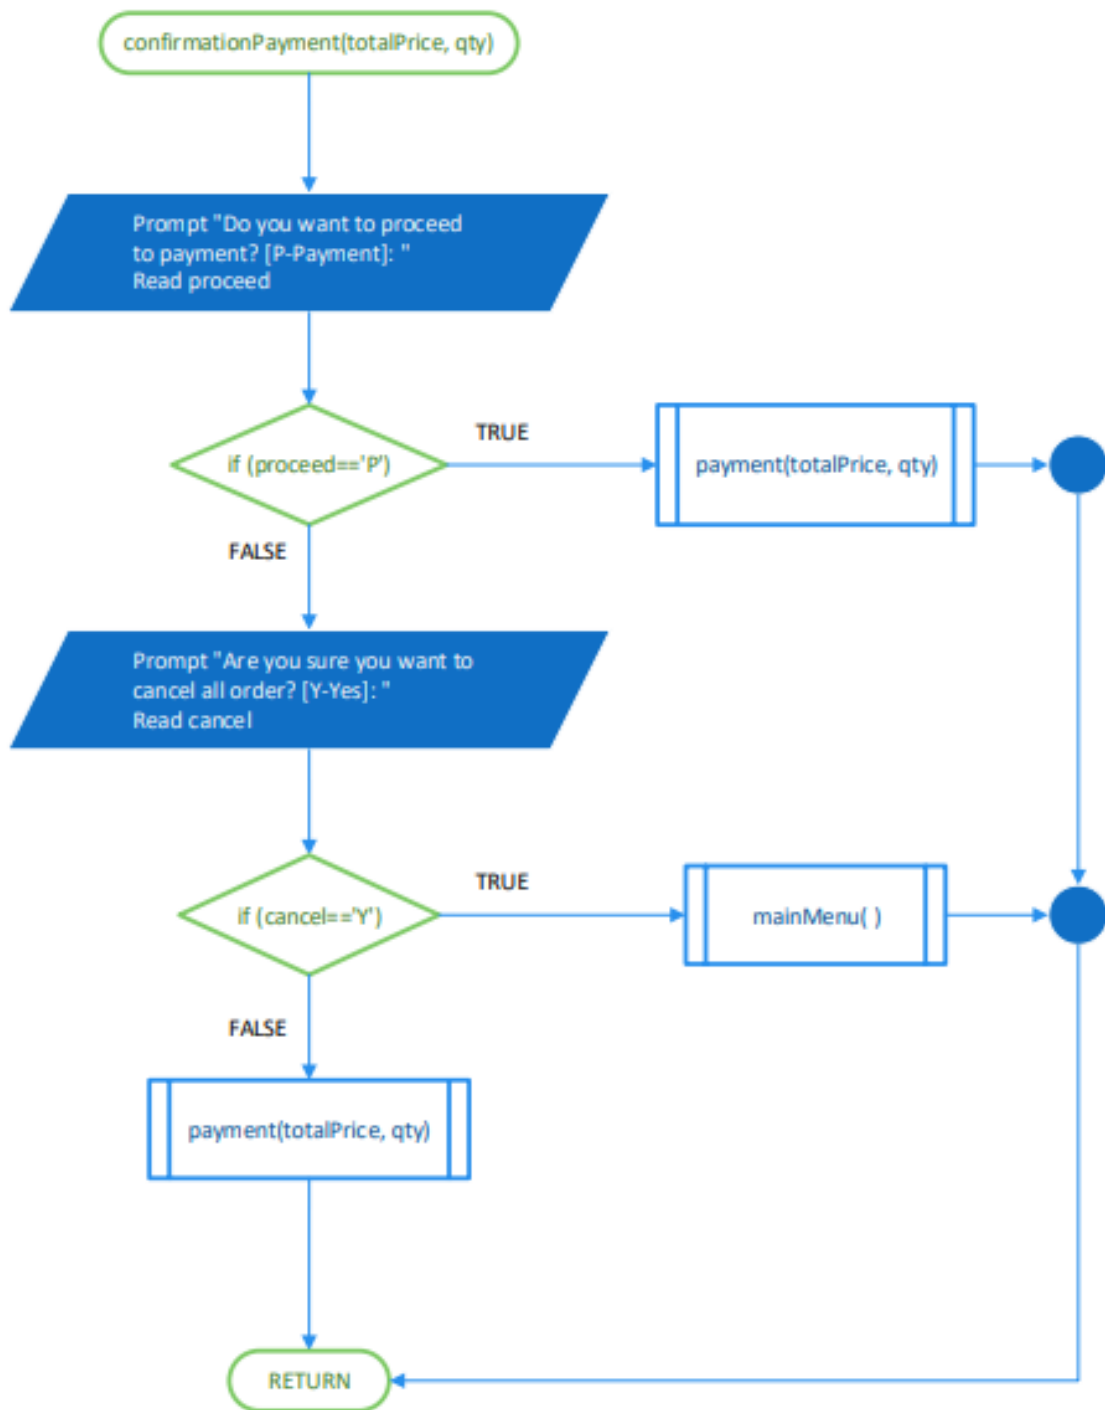 confirmationPayment(totalPrice, qty)
Prompt "Do you want to proceed
to payment? [P-Payment]: "
Read proceed
if (proceed=='P')
TRUE
payment(totalPrice, qty)
FALSE
Prompt "Are you sure you want to
cancel all order? [Y-Yes]: "
Read cancel
if (cancel=='Y')
TRUE
mainMenu( )
FALSE
payment(totalPrice, qty)
RETURN